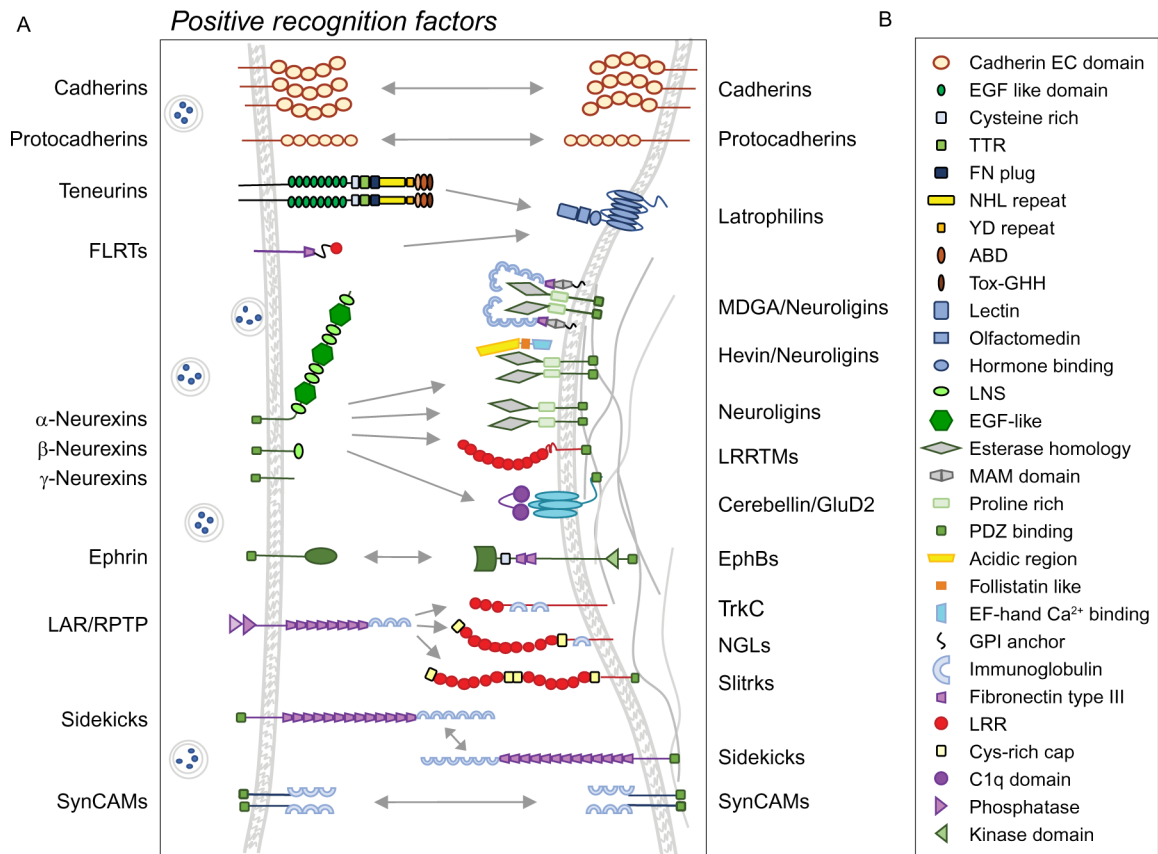 A
Positive recognition factors
Cadherins
Protocadherins
Teneurins
FLRTs
α-Neurexins
β-Neurexins
γ-Neurexins
Ephrin
LAR/RPTP
Sidekicks
SynCAMs
Cadherins
Protocadherins
Latrophilins
MDGA/Neuroligins
Hevin/Neuroligins
Neuroligins
LRRTMs
Cerebellin/GluD2
EphBs
TrkC
NGLs
Slitrks
Sidekicks
SynCAMs
B
Cadherin EC domain
EGF like domain
Cysteine rich
TTR
FN plug
NHL repeat
YD repeat
ABD
Tox-GHH
Lectin
Olfactomedin
Hormone binding
LNS
EGF-like
Esterase homology
MAM domain
Proline rich
PDZ binding
Acidic region
Follistatin like
EF-hand Ca²⁺ binding
GPI anchor
Immunoglobulin
Fibronectin type III
LRR
Cys-rich cap
C1q domain
Phosphatase
Kinase domain